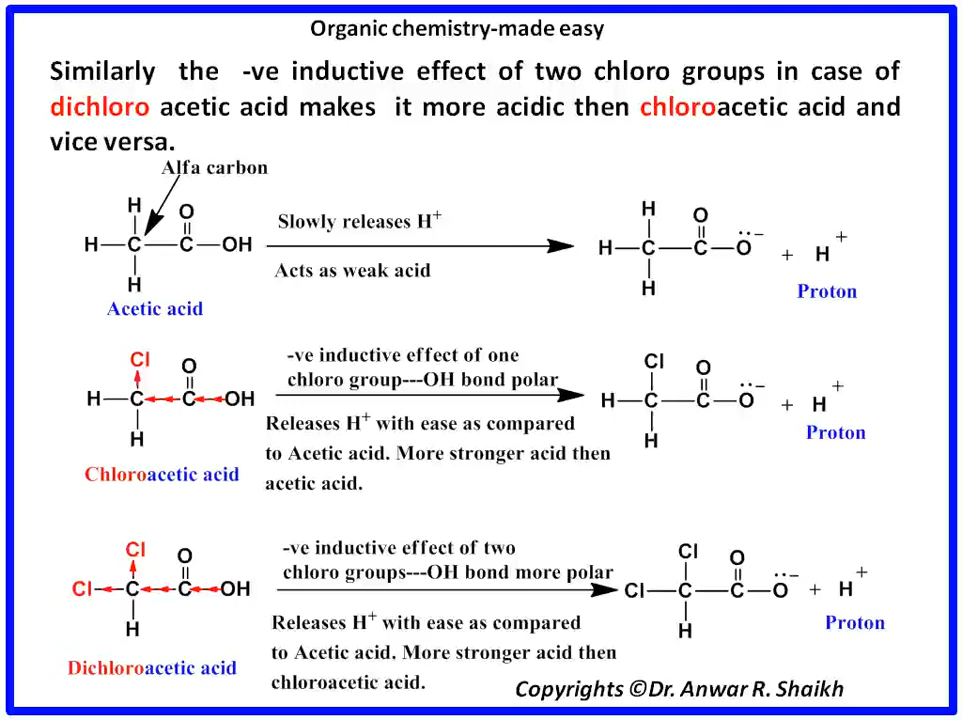 Organic chemistry-made easy
Similarly the -ve inductive effect of two chloro groups in case of
dichloro acetic acid makes it more acidic then chloroacetic acid and
vice versa.
Alfa carbon
H O
H C C OH
H
Acetic acid
Slowly releases H+
Acts as weak acid
H O
H C C O:−
H
+ H+
Proton
Cl O
H C C OH
H
Chloroacetic acid
-ve inductive effect of one
chloro group---OH bond polar
Releases H+ with ease as compared
to Acetic acid. More stronger acid then
acetic acid.
Cl O
H C C O:−
H
+ H+
Proton
Cl O
Cl C C OH
H
Dichloroacetic acid
-ve inductive effect of two
chloro groups---OH bond more polar
Releases H+ with ease as compared
to Acetic acid. More stronger acid then
chloroacetic acid.
Cl O
Cl C C O:−
H
+ H+
Proton
Copyrights ©Dr. Anwar R. Shaikh